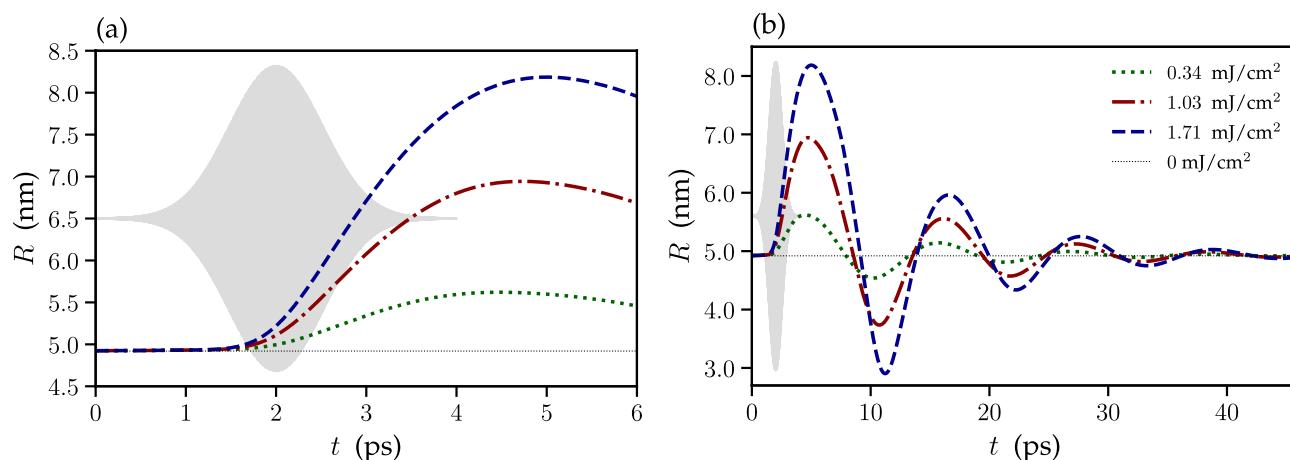 (a)
8.5
8.0
7.5
7.0
6.5
6.0
5.5
5.0
4.5
R (nm)
0 1 2 3 4 5 6
t (ps)
(b)
8.0
7.0
6.0
5.0
4.0
3.0
R (nm)
0 10 20 30 40
t (ps)
0.34 mJ/cm²
1.03 mJ/cm²
1.71 mJ/cm²
0 mJ/cm²